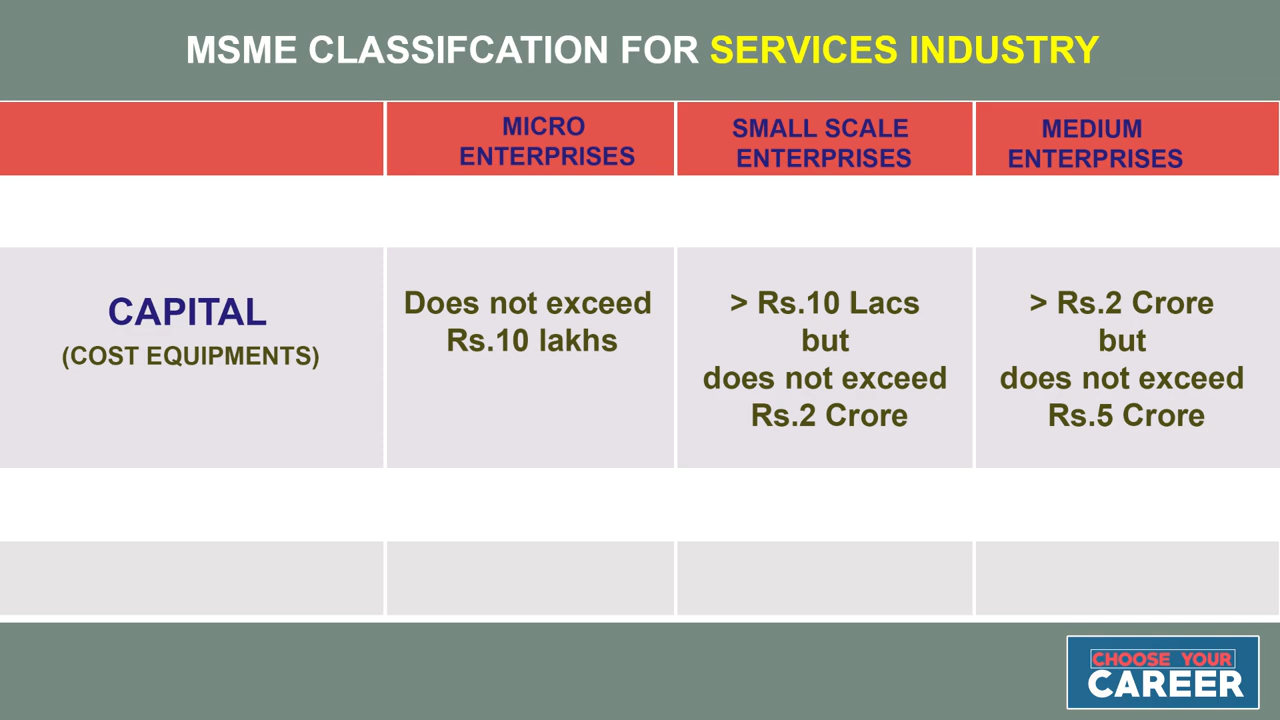 MSME CLASSIFCATION FOR SERVICES INDUSTRY
MICRO
ENTERPRISES
SMALL SCALE
ENTERPRISES
MEDIUM
ENTERPRISES
CAPITAL
(COST EQUIPMENTS)
Does not exceed
Rs.10 lakhs
> Rs.10 Lacs
but
does not exceed
Rs.2 Crore
> Rs.2 Crore
but
does not exceed
Rs.5 Crore
CHOOSE YOUR
CAREER